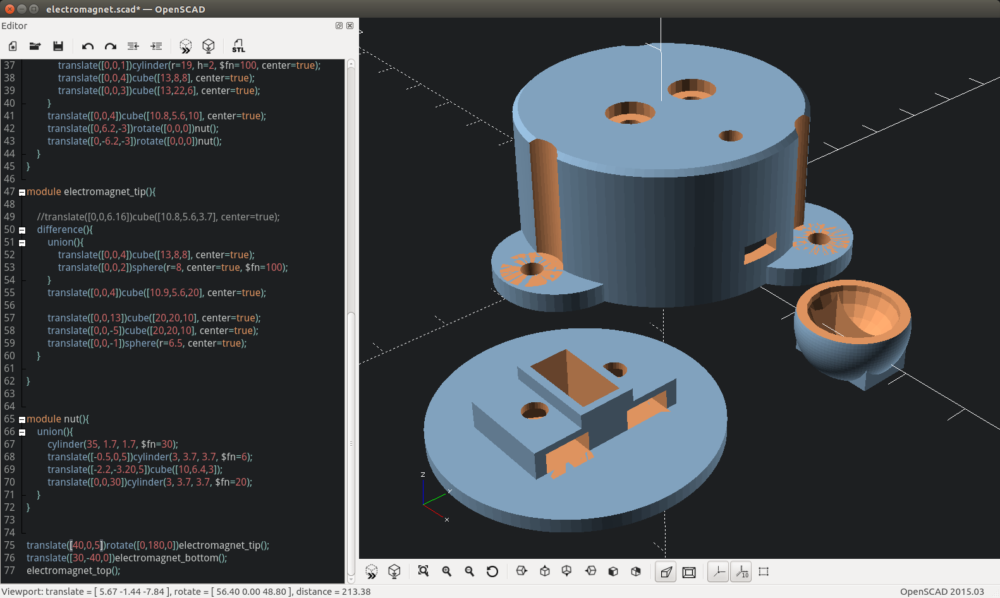 electromagnet.scad* — OpenSCAD
Editor
STL
37 translate([0,0,1])cylinder(r=19, h=2, $fn=100, center=true);
38 translate([0,0,4])cube([13,8,8], center=true);
39 translate([0,0,3])cube([13,22,6], center=true);
40 }
41 translate([0,0,4])cube([10.8,5.6,10], center=true);
42 translate([0,6.2,-3])rotate([0,0,0])nut();
43 translate([0,-6.2,-3])rotate([0,0,0])nut();
44 }
45 }
46
47 module electromagnet_tip(){
48
49 //translate([0,0,6.16])cube([10.8,5.6,3.7], center=true);
50 difference(){
51 union(){
52 translate([0,0,4])cube([13,8,8], center=true);
53 translate([0,0,2])sphere(r=8, center=true, $fn=100);
54 }
55 translate([0,0,4])cube([10.9,5.6,20], center=true);
56
57 translate([0,0,13])cube([20,20,10], center=true);
58 translate([0,0,-5])cube([20,20,10], center=true);
59 translate([0,0,-1])sphere(r=6.5, center=true);
60 }
61
62 }
63
64
65 module nut(){
66 union(){
67 cylinder(35, 1.7, 1.7, $fn=30);
68 translate([-0.5,0,5])cylinder(3, 3.7, 3.7, $fn=6);
69 translate([-2.2,-3.20,5])cube([10,6.4,3]);
70 translate([0,0,30])cylinder(3, 3.7, 3.7, $fn=20);
71 }
72 }
73
74
75 translate([40,0,5])rotate([0,180,0])electromagnet_tip();
76 translate([30,-40,0])electromagnet_bottom();
77 electromagnet_top();
z
x
10
Viewport: translate = [ 5.67 -1.44 -7.84 ], rotate = [ 56.40 0.00 48.80 ], distance = 213.38
OpenSCAD 2015.03